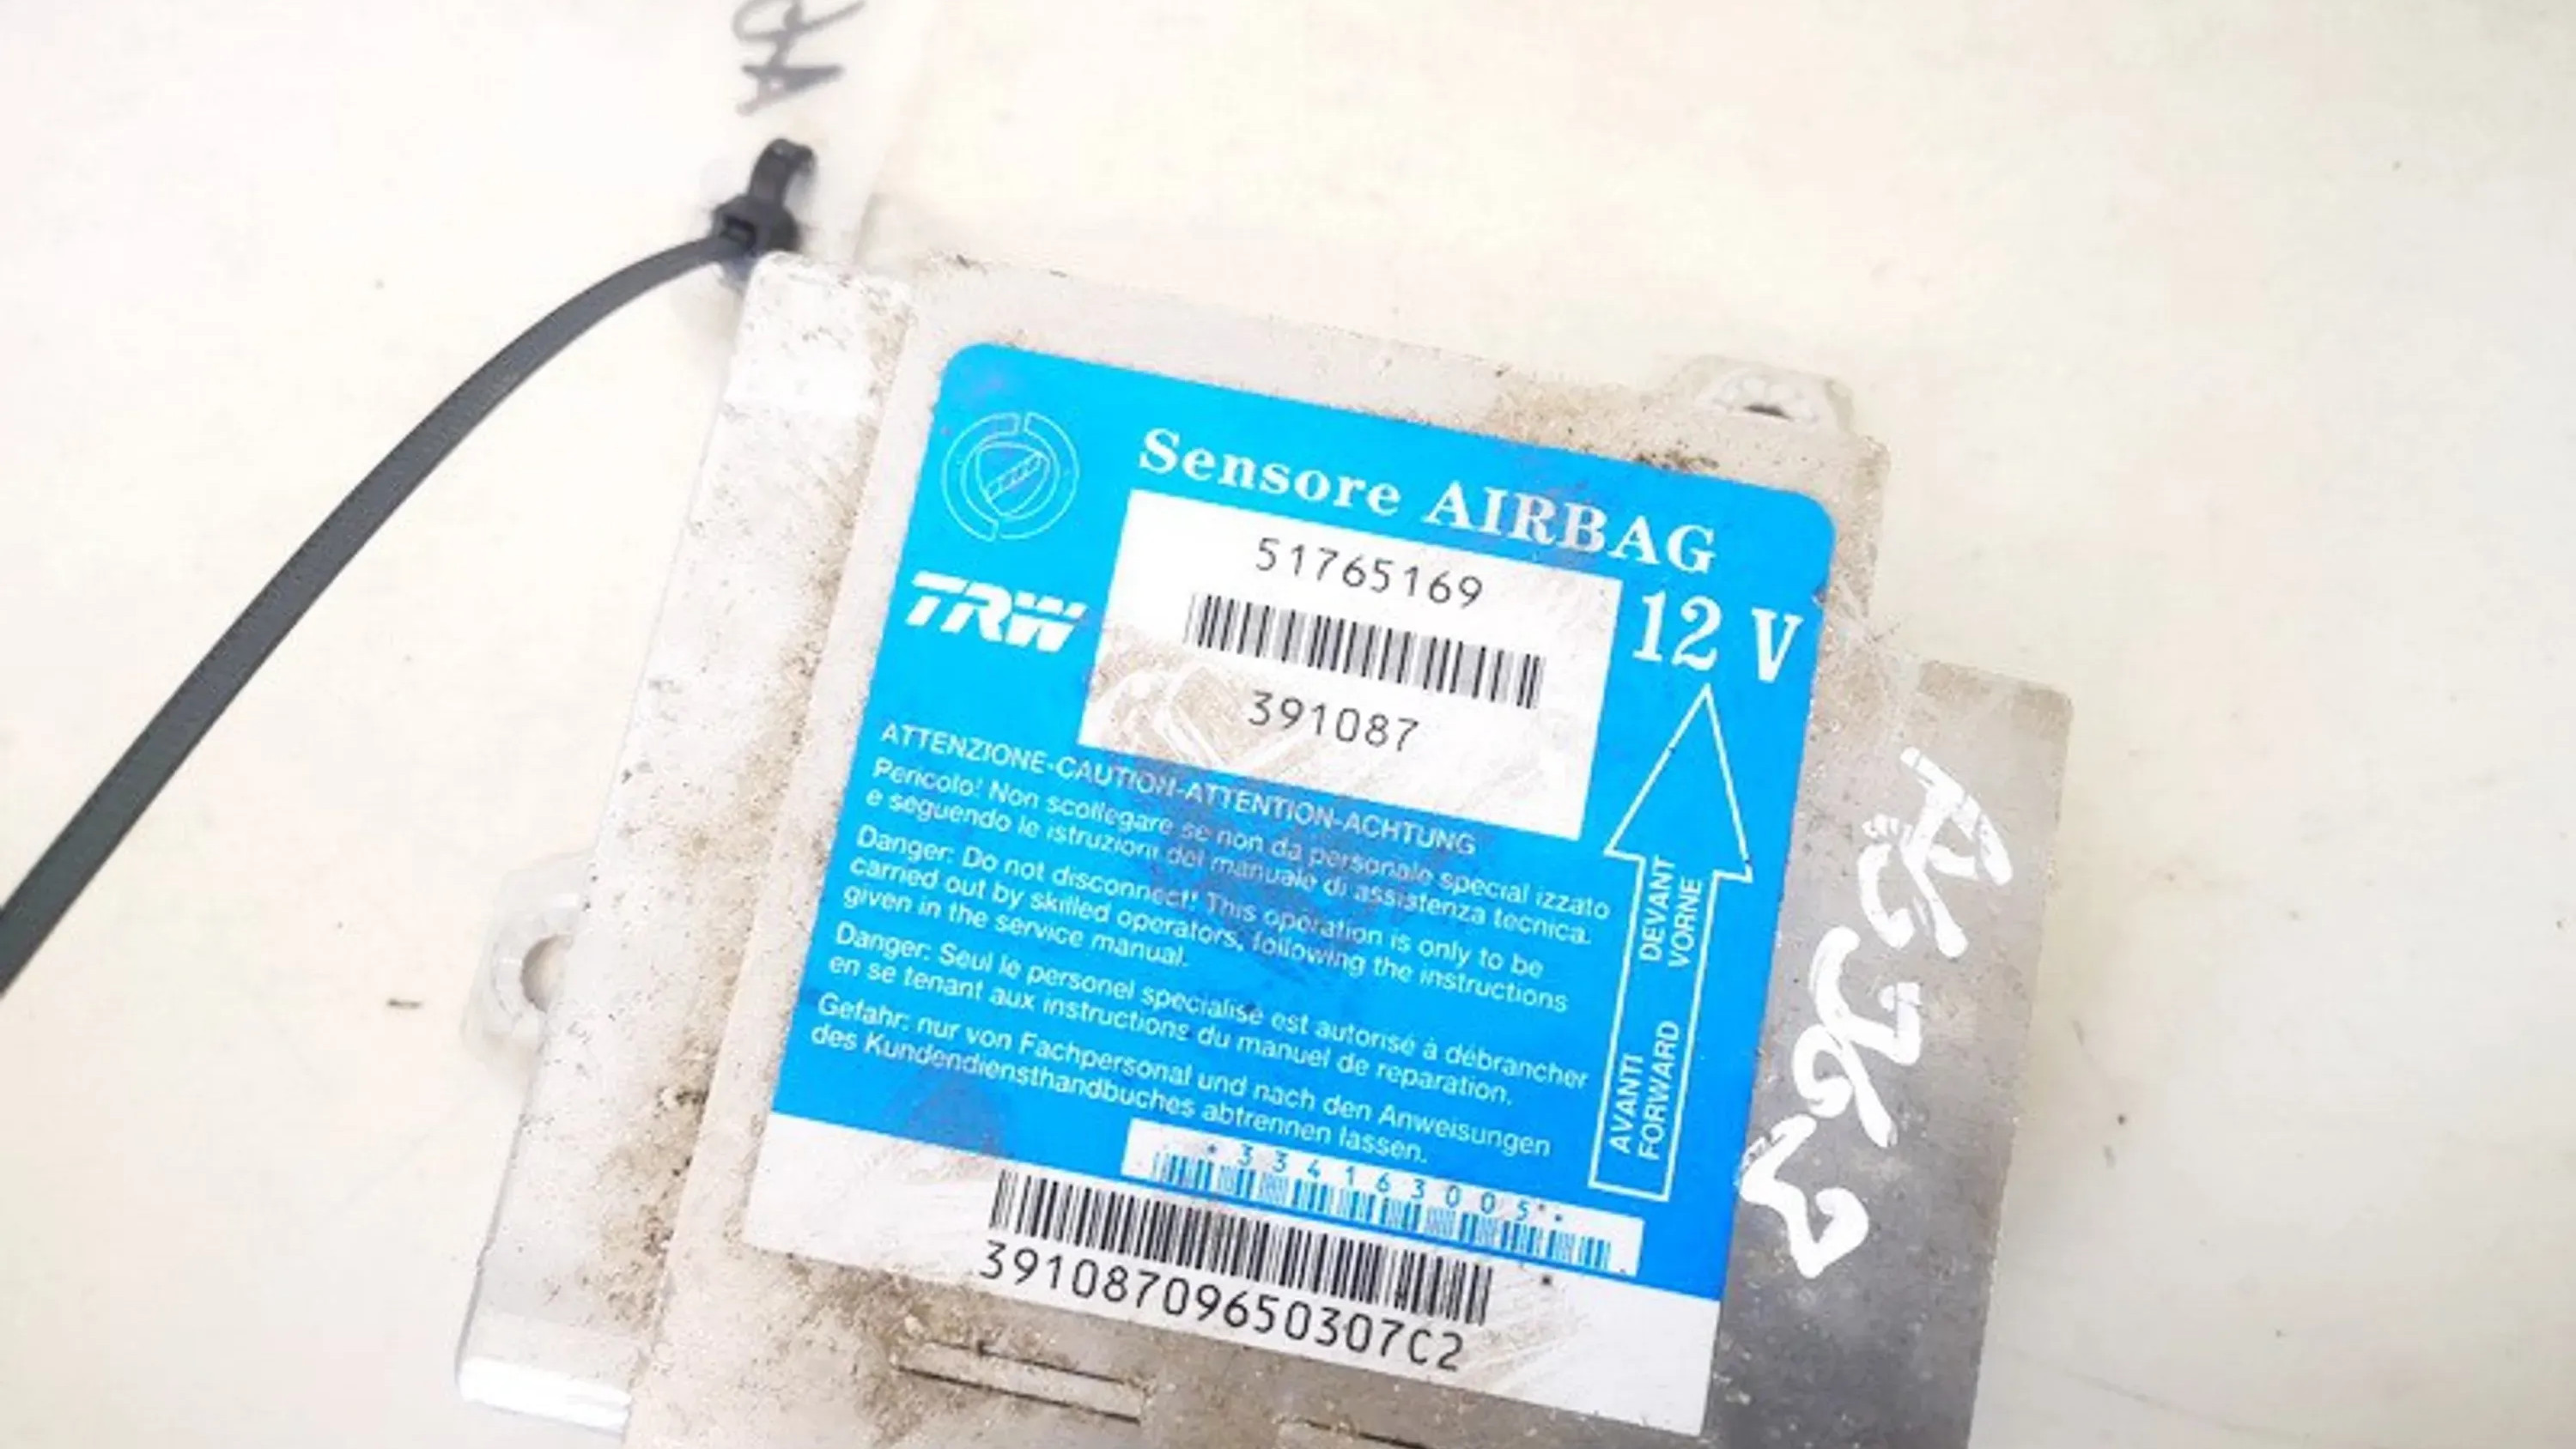 Sensore AIRBAG
51765169
TRW
12 V
391087
ATTENZIONE-CAUTION-ATTENTION-ACHTUNG
Pericolo! Non scollegare se non da personale special izzato
e seguendo le istruzioni del manuale di assistenza tecnica.
Danger: Do not disconnect! This operation is only to be
carried out by skilled operators, following the instructions
given in the service manual.
Danger: Seul le personel specialisé est autorisé à débrancher
en se tenant aux instructions du manuel de reparation.
Gefahr: nur von Fachpersonal und nach den Anweisungen
des Kundendiensthandbuches abtrennen lassen.
DEVANT
VORNE
AVANTI
FORWARD
*334163005*
39108709650307C2